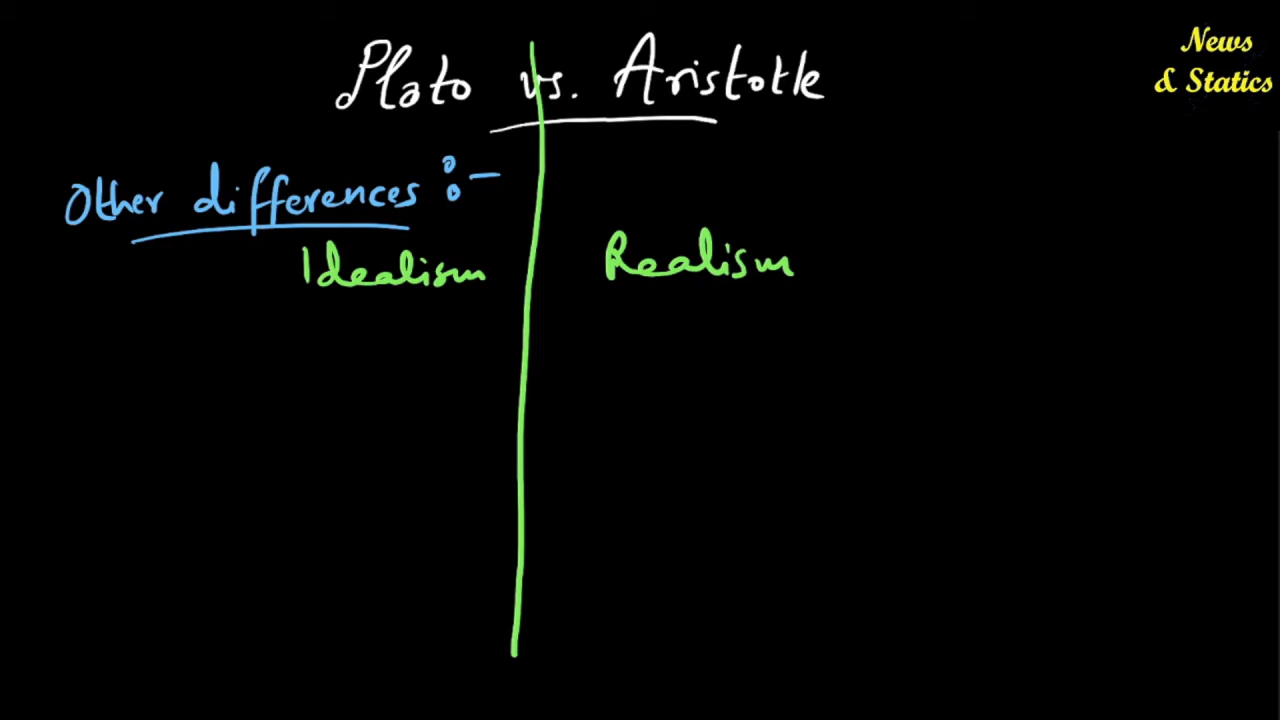 Plato vs. Aristotle
News
& Statics
Other differences :-
Idealism
Realism